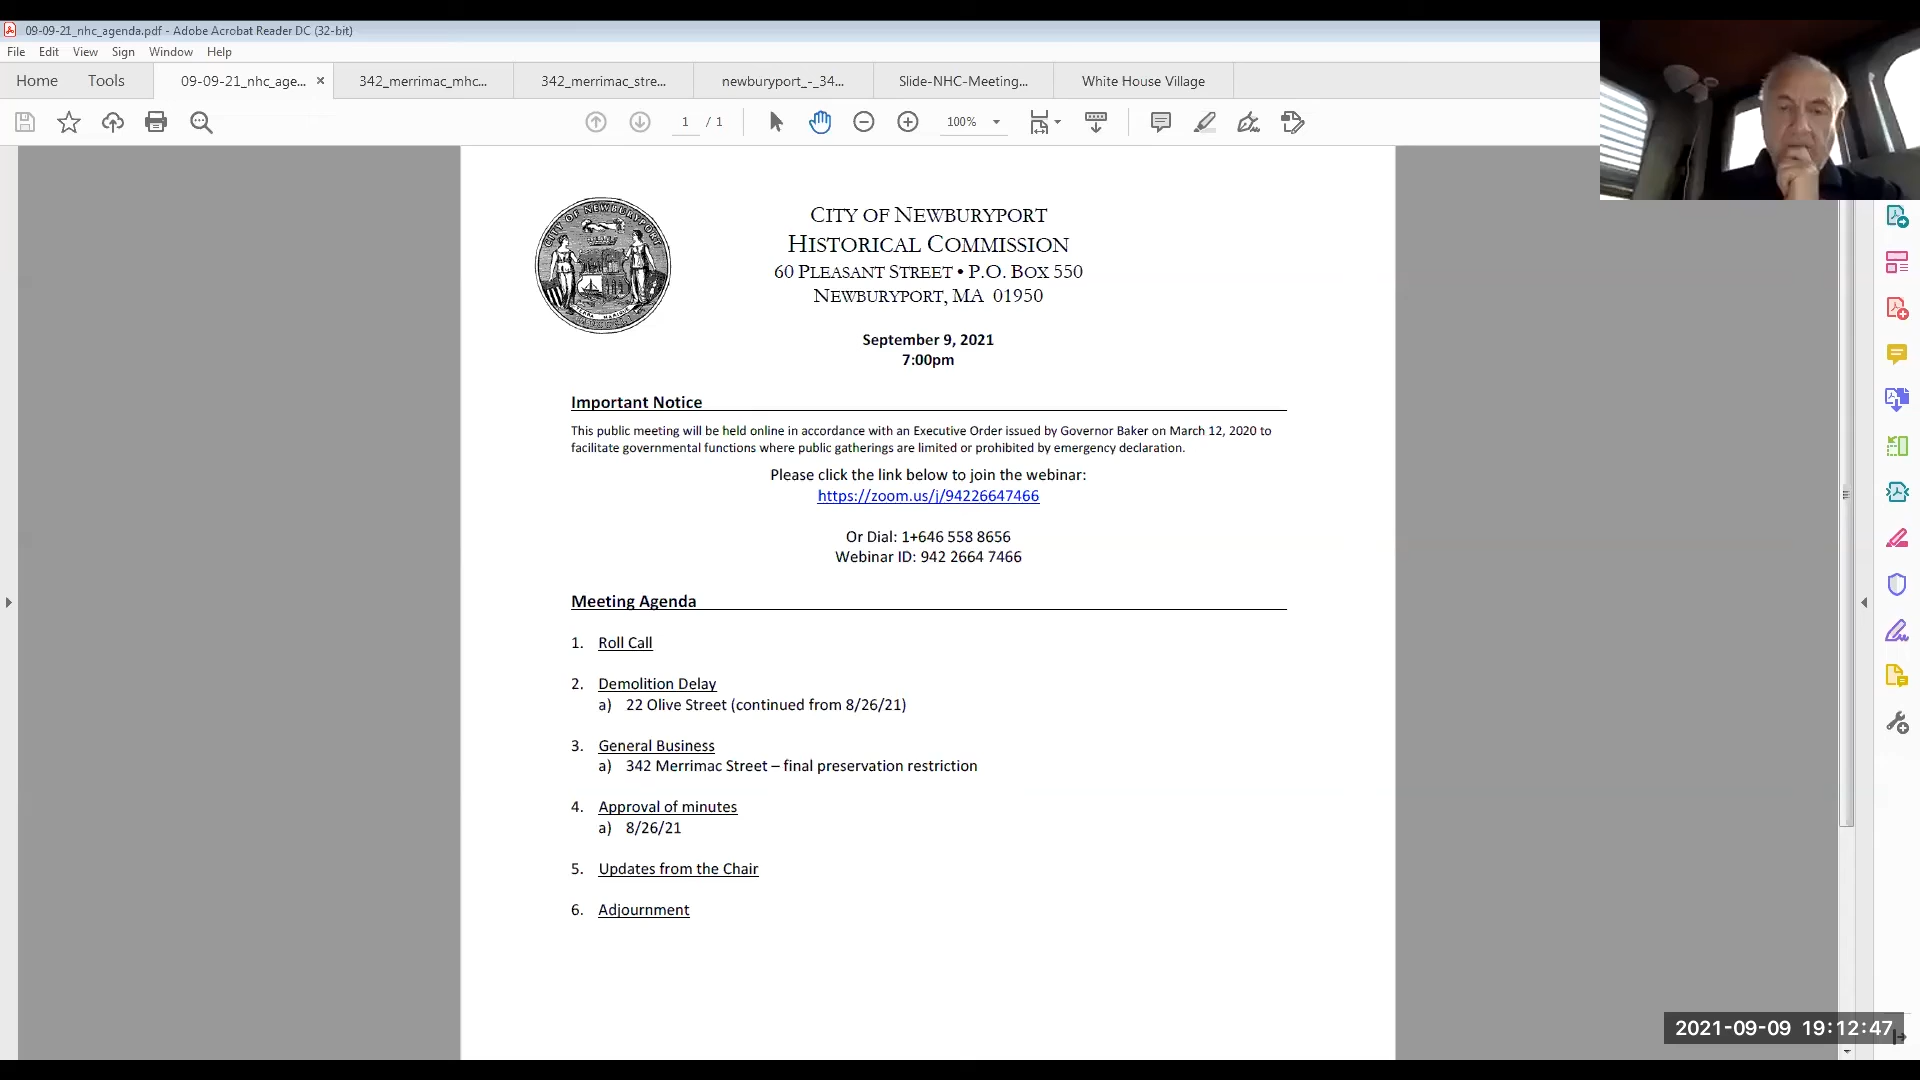 09-09-21_nhc_agenda.pdf - Adobe Acrobat Reader DC (32-bit)
File Edit View Sign Window Help
Home Tools 09-09-21_nhc_age... × 342_merrimac_mhc... 342_merrimac_stre... newburyport_-_34... Slide-NHC-Meeting... White House Village
1 / 1 100%
CITY OF NEWBURYPORT
CITY OF NEWBURYPORT
HISTORICAL COMMISSION
60 PLEASANT STREET • P.O. BOX 550
NEWBURYPORT, MA 01950
September 9, 2021
7:00pm
Important Notice
This public meeting will be held online in accordance with an Executive Order issued by Governor Baker on March 12, 2020 to
facilitate governmental functions where public gatherings are limited or prohibited by emergency declaration.
Please click the link below to join the webinar:
https://zoom.us/j/94226647466
Or Dial: 1+646 558 8656
Webinar ID: 942 2664 7466
Meeting Agenda
1. Roll Call
2. Demolition Delay
a) 22 Olive Street (continued from 8/26/21)
3. General Business
a) 342 Merrimac Street – final preservation restriction
4. Approval of minutes
a) 8/26/21
5. Updates from the Chair
6. Adjournment
2021-09-09 19:12:47